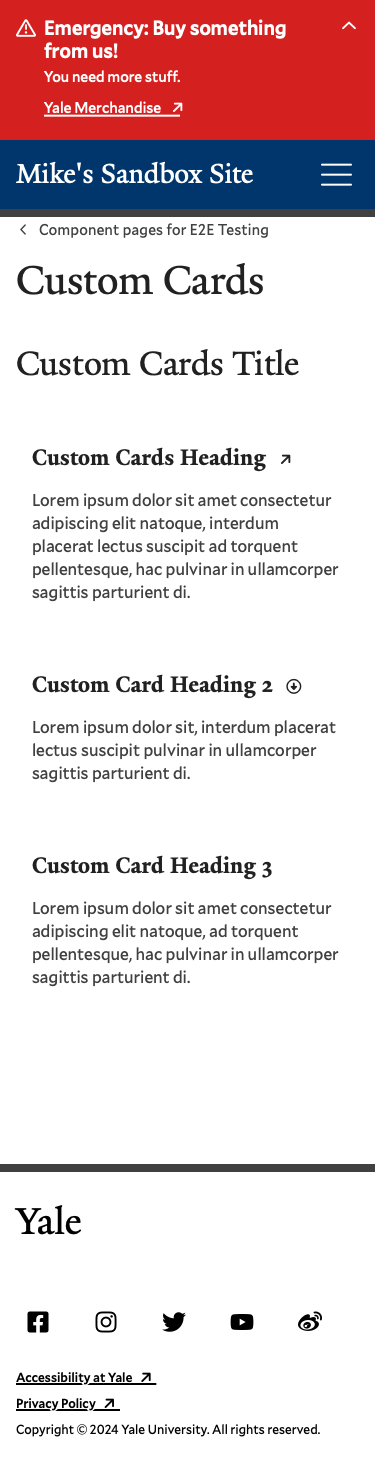 Emergency: Buy something
from us!
You need more stuff.
Yale Merchandise
Mike's Sandbox Site
Component pages for E2E Testing
Custom Cards
Custom Cards Title
Custom Cards Heading
Lorem ipsum dolor sit amet consectetur
adipiscing elit natoque, interdum
placerat lectus suscipit ad torquent
pellentesque, hac pulvinar in ullamcorper
sagittis parturient di.
Custom Card Heading 2
Lorem ipsum dolor sit, interdum placerat
lectus suscipit pulvinar in ullamcorper
sagittis parturient di.
Custom Card Heading 3
Lorem ipsum dolor sit amet consectetur
adipiscing elit natoque, ad torquent
pellentesque, hac pulvinar in ullamcorper
sagittis parturient di.
Yale
Accessibility at Yale
Privacy Policy
Copyright © 2024 Yale University. All rights reserved.